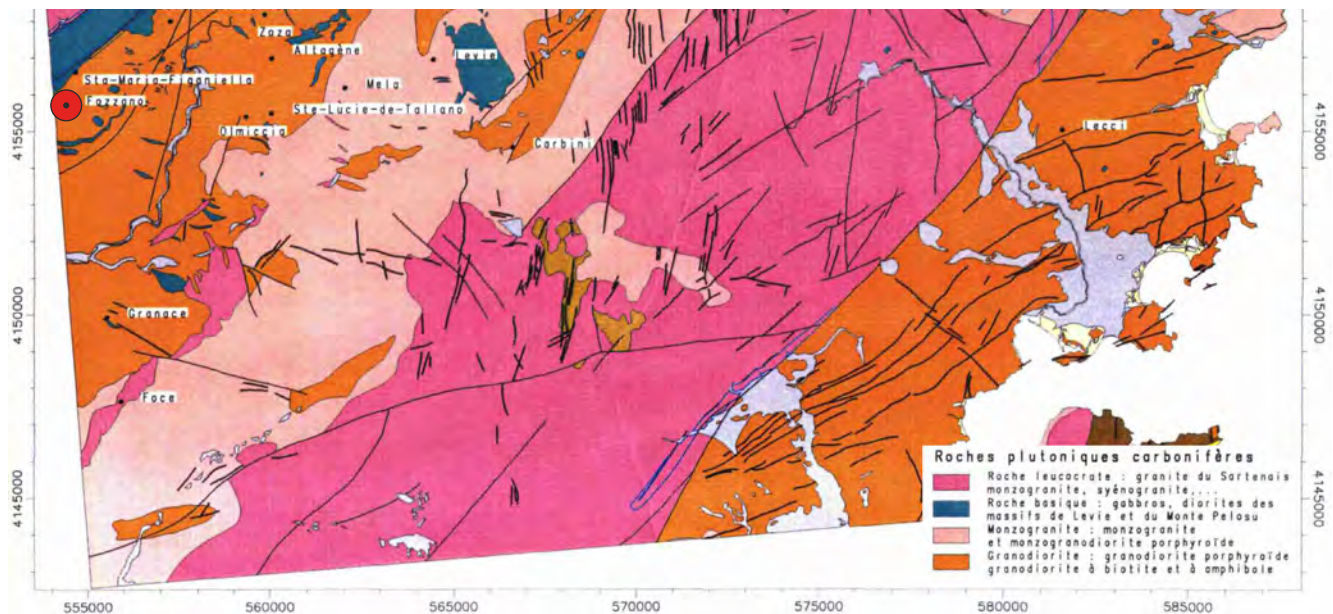 Zoza
Altagène
Levie
Sta-Maria-Figaniella
Mela
Fozzano
Ste-Lucie-de-Tallano
Olmiccia
Carbini
Lecci
Granace
Foce
4155000
4150000
4145000
4155000
4150000
4145000
Roches plutoniques carbonifères
Roche leucocrate : granite du Sartenais
monzogranite, syénogranite,...
Roche basique : gabbros, diorites des
massifs de Levie et du Monte Pelosu
Monzogranite : monzogranite
et monzogranodiorite porphyroïde
Granodiorite : granodiorite porphyroïde
granodiorite à biotite et à amphibole
555000
560000
565000
570000
575000
580000
585000